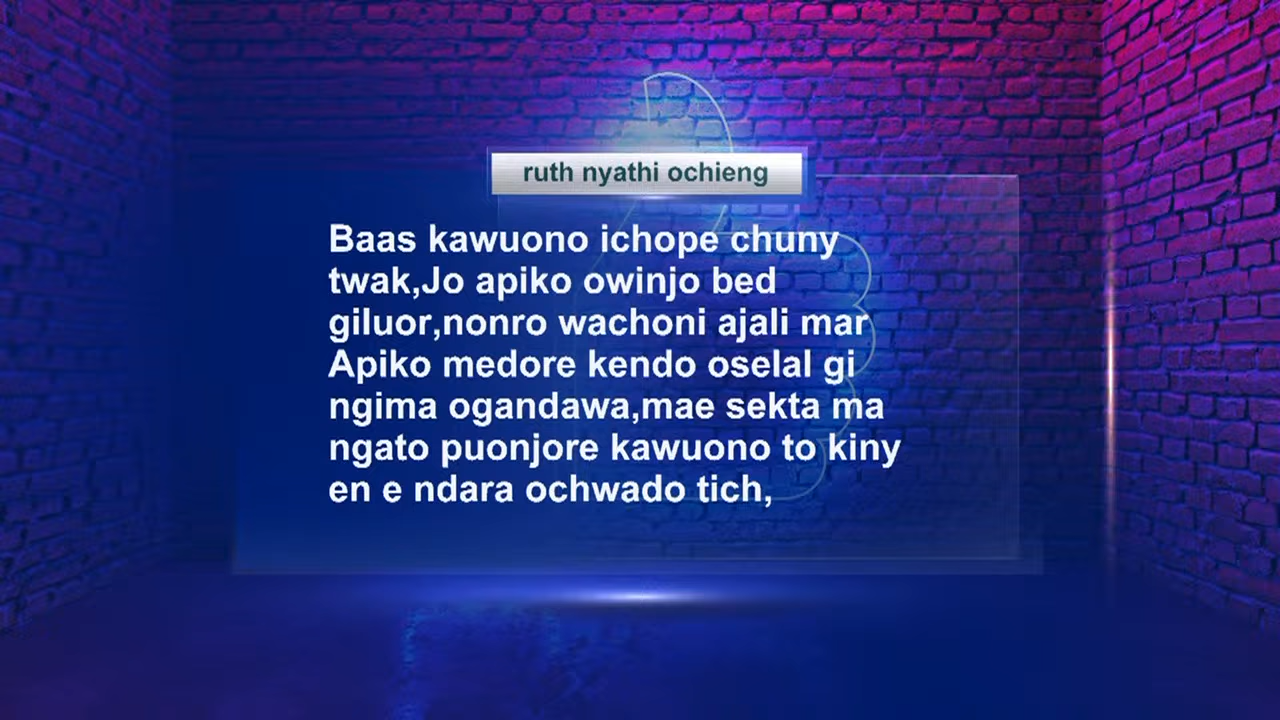 ruth nyathi ochieng
Baas kawuono ichope chuny
twak,Jo apiko owinjo bed
giluor,nonro wachoni ajali mar
Apiko medore kendo oselal gi
ngima ogandawa,mae sekta ma
ngato puonjore kawuono to kiny
en e ndara ochwado tich,